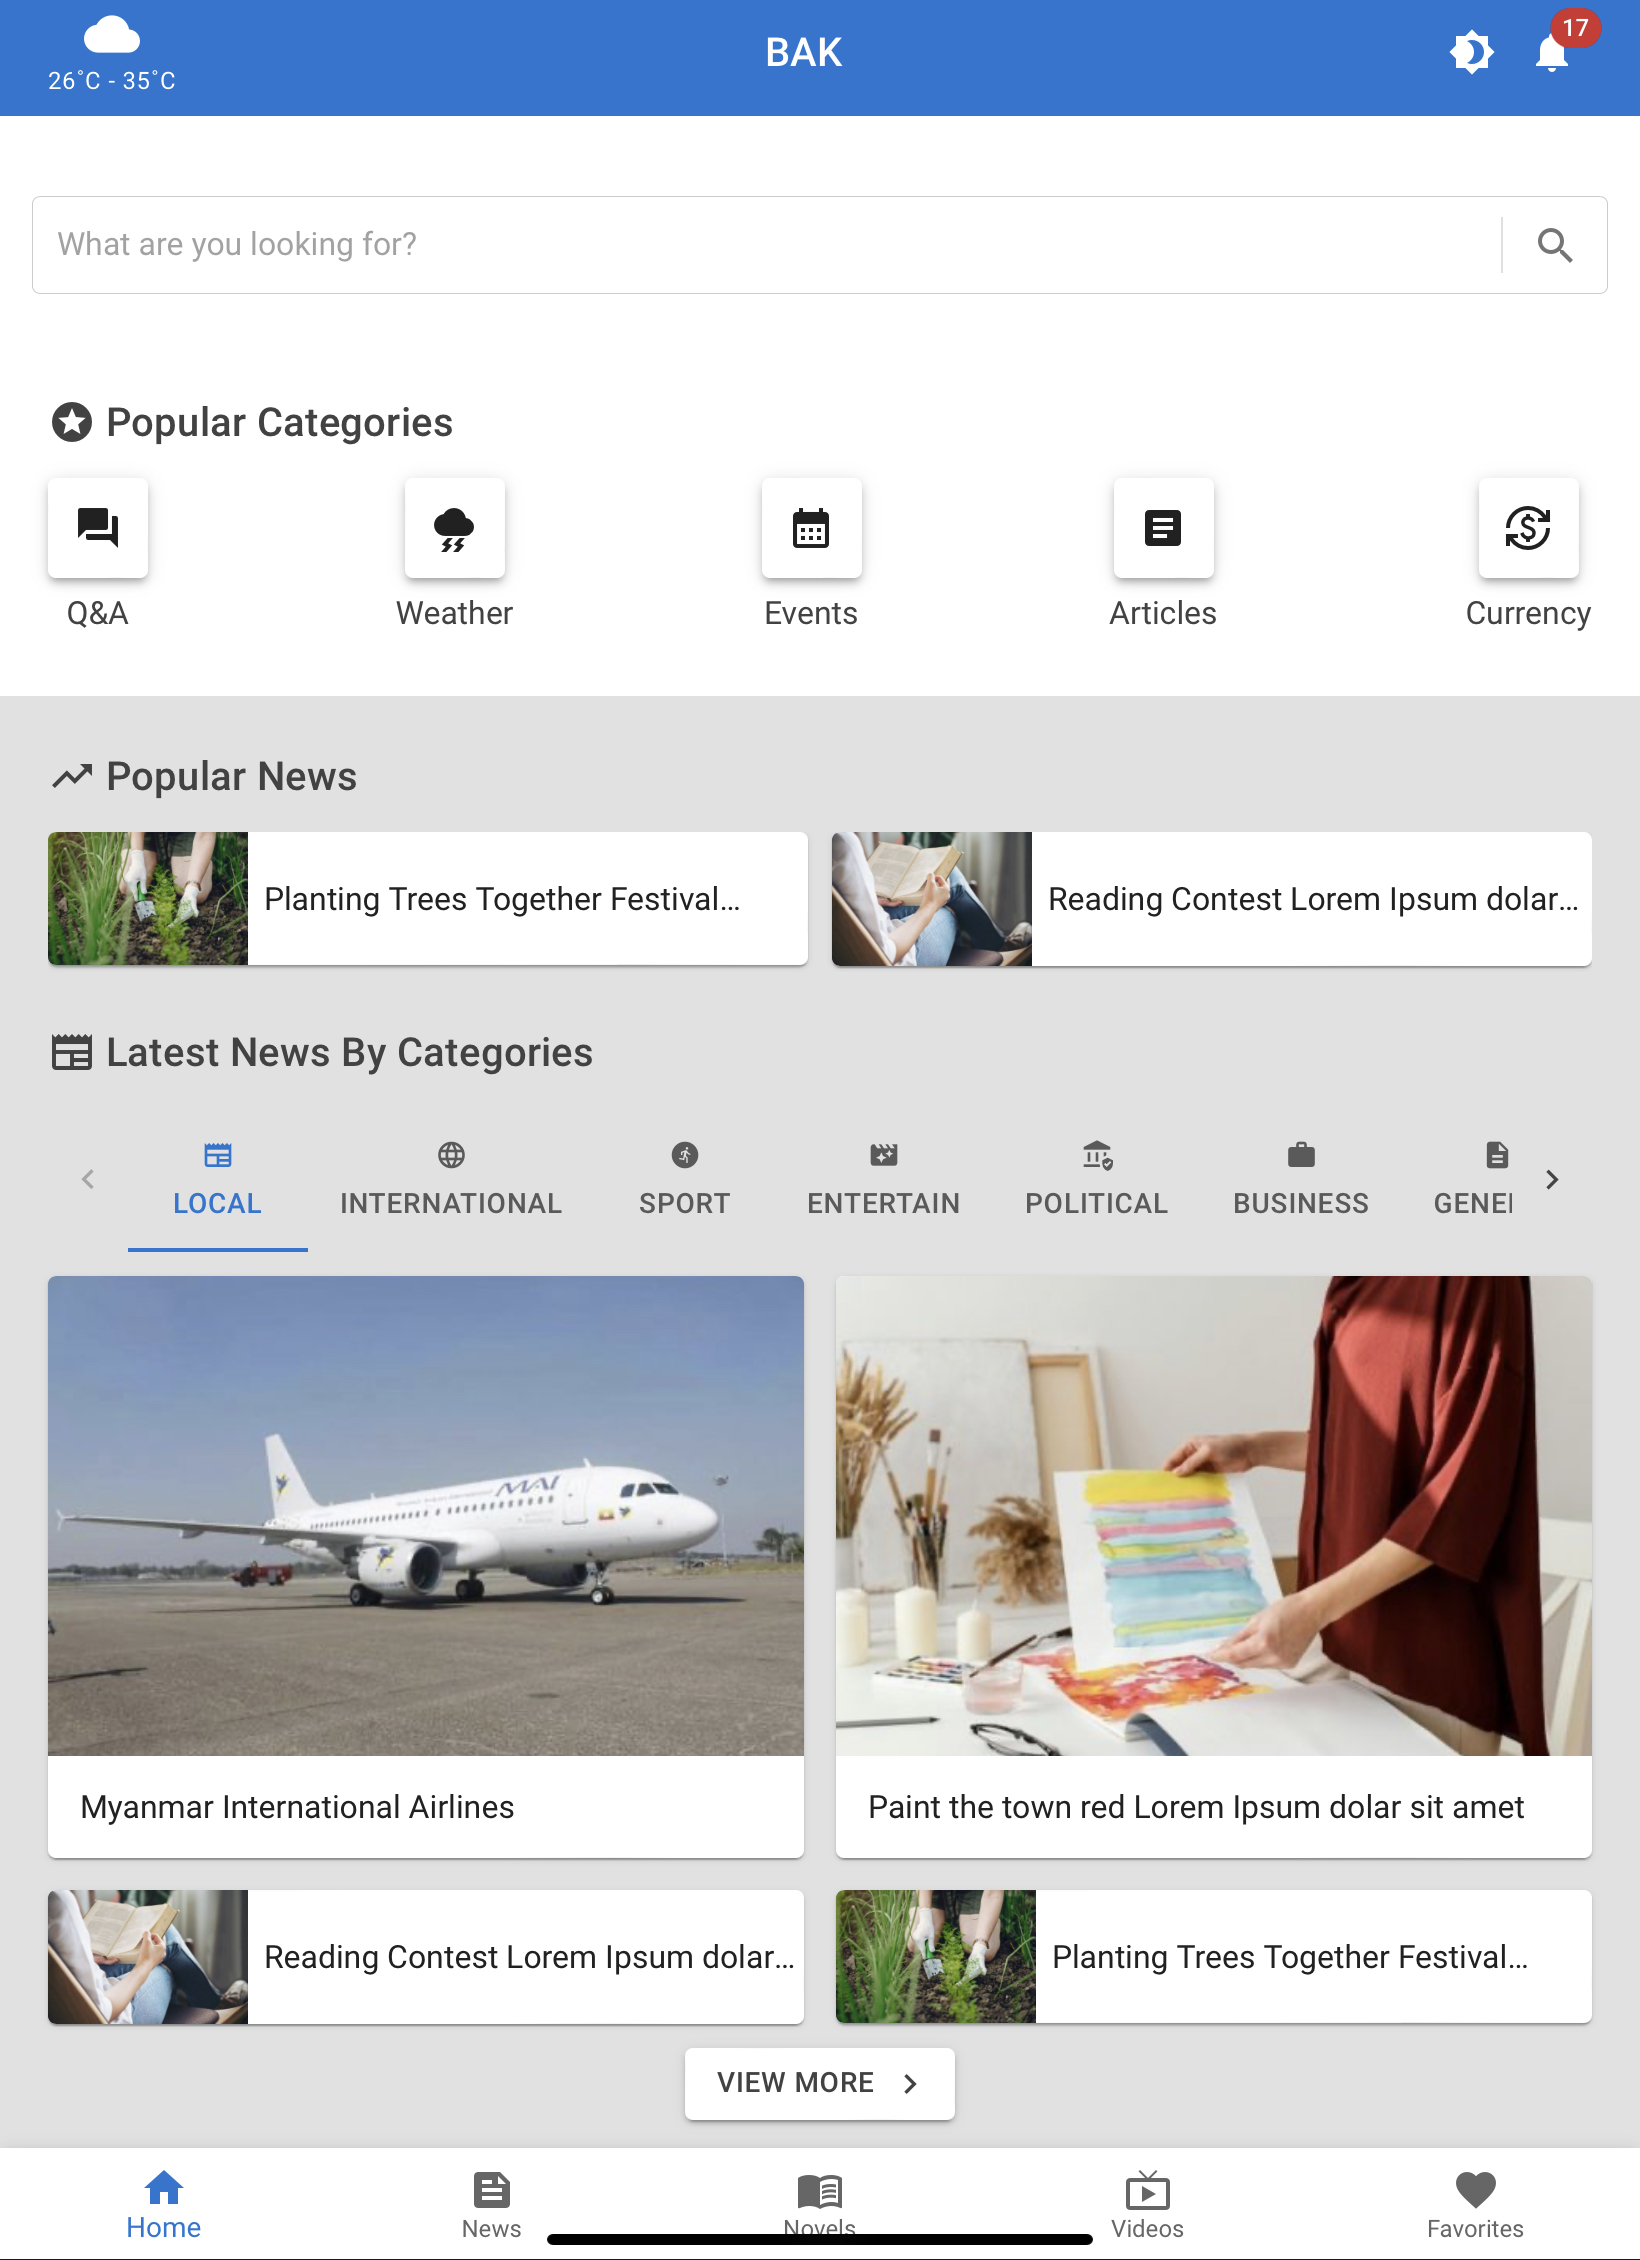 26°C - 35°C
BAK
17
What are you looking for?
Popular Categories
Q&A
Weather
Events
Articles
Currency
Popular News
Planting Trees Together Festival...
Reading Contest Lorem Ipsum dolar...
Latest News By Categories
LOCAL
INTERNATIONAL
SPORT
ENTERTAIN
POLITICAL
BUSINESS
GENE
MAI
Myanmar International Airlines
Paint the town red Lorem Ipsum dolar sit amet
Reading Contest Lorem Ipsum dolar...
Planting Trees Together Festival...
VIEW MORE
Home
News
Novels
Videos
Favorites